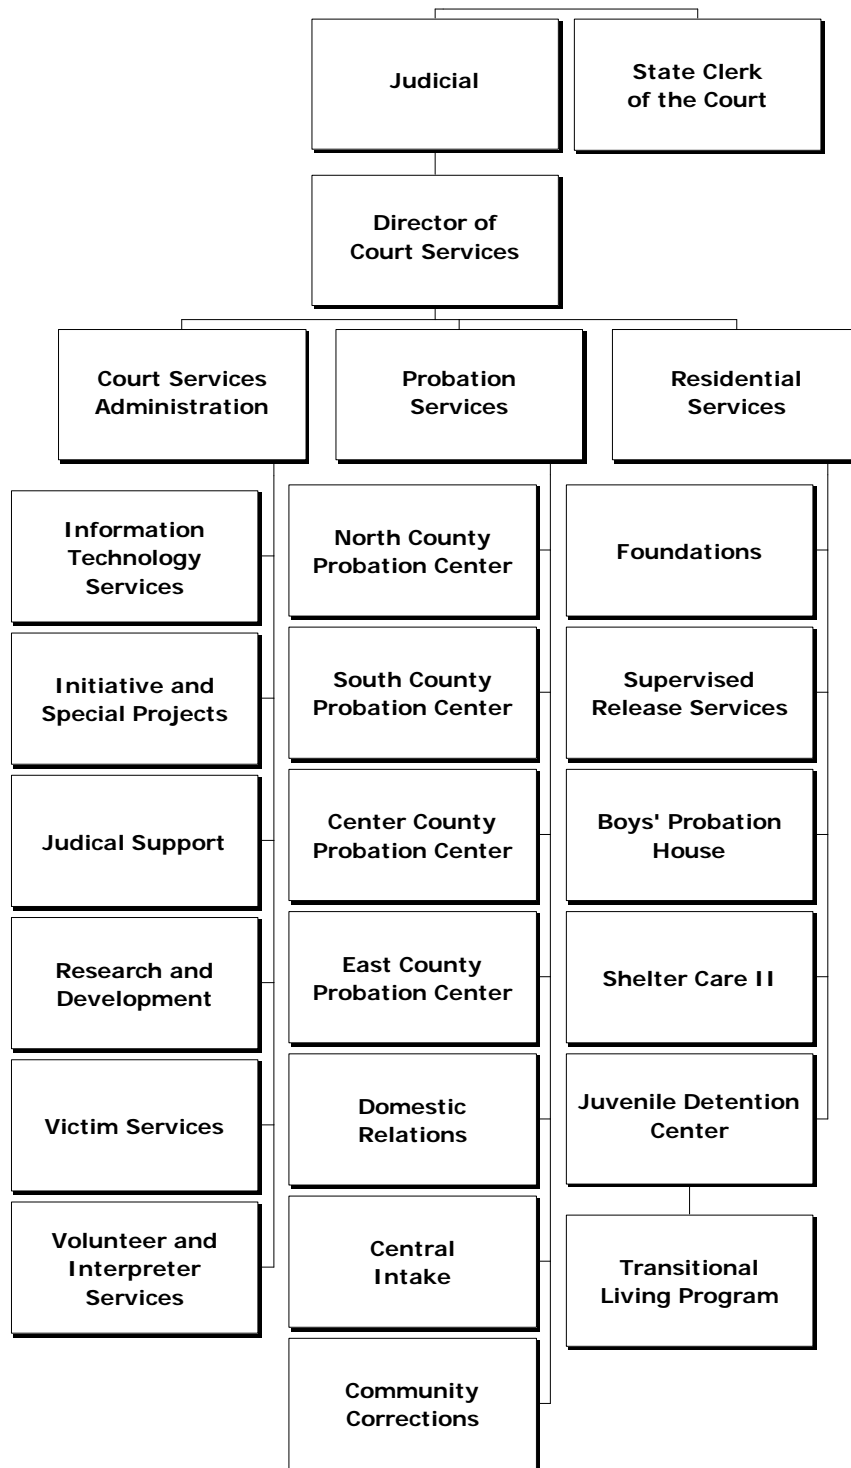 Judicial
State Clerk
of the Court
Director of
Court Services
Court Services
Administration
Probation
Services
Residential
Services
Information
Technology
Services
Initiative and
Special Projects
Judical Support
Research and
Development
Victim Services
Volunteer and
Interpreter
Services
North County
Probation Center
South County
Probation Center
Center County
Probation Center
East County
Probation Center
Domestic
Relations
Central
Intake
Community
Corrections
Foundations
Supervised
Release Services
Boys' Probation
House
Shelter Care II
Juvenile Detention
Center
Transitional
Living Program